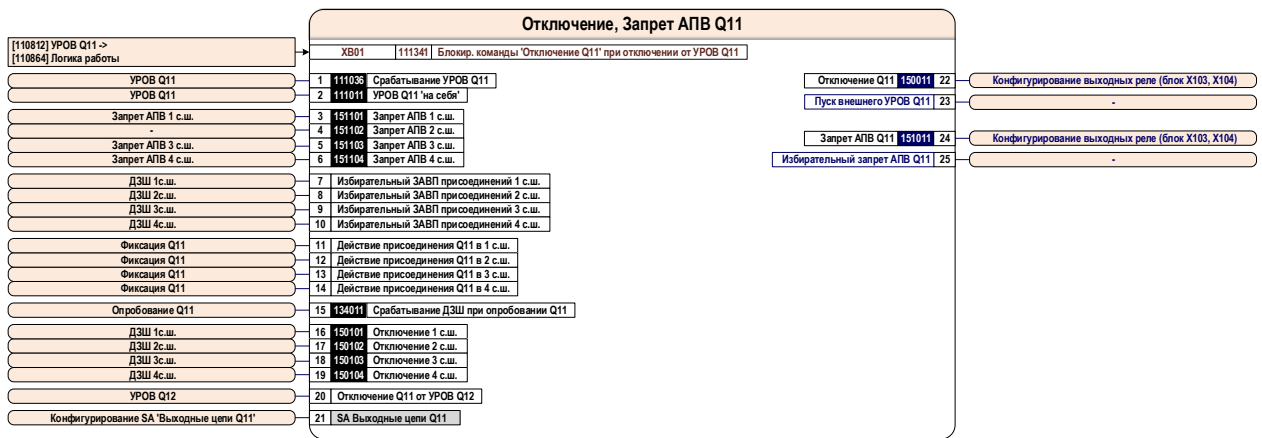 Отключение, Запрет АПВ Q11
[110812] УРОВ Q11 ->
[110864] Логика работы
XB01 111341 Блокир. команды 'Отключение Q11' при отключении от УРОВ Q11
УРОВ Q11 1 111036 Срабатывание УРОВ Q11 Отключение Q11 150011 22 Конфигурирование выходных реле (блок X103, X104)
УРОВ Q11 2 111011 УРОВ Q11 'на себя' Пуск внешнего УРОВ Q11 23 -
Запрет АПВ 1 с.ш. 3 151101 Запрет АПВ 1 с.ш.
- 4 151102 Запрет АПВ 2 с.ш. Запрет АПВ Q11 151011 24 Конфигурирование выходных реле (блок X103, X104)
Запрет АПВ 3 с.ш. 5 151103 Запрет АПВ 3 с.ш.
Запрет АПВ 4 с.ш. 6 151104 Запрет АПВ 4 с.ш. Избирательный запрет АПВ Q11 25 -
ДЗШ 1с.ш. 7 Избирательный ЗАВП присоединений 1 с.ш.
ДЗШ 2с.ш. 8 Избирательный ЗАВП присоединений 2 с.ш.
ДЗШ 3с.ш. 9 Избирательный ЗАВП присоединений 3 с.ш.
ДЗШ 4с.ш. 10 Избирательный ЗАВП присоединений 4 с.ш.
Фиксация Q11 11 Действие присоединения Q11 в 1 с.ш.
Фиксация Q11 12 Действие присоединения Q11 в 2 с.ш.
Фиксация Q11 13 Действие присоединения Q11 в 3 с.ш.
Фиксация Q11 14 Действие присоединения Q11 в 4 с.ш.
Опробование Q11 15 134011 Срабатывание ДЗШ при опробовании Q11
ДЗШ 1с.ш. 16 150101 Отключение 1 с.ш.
ДЗШ 2с.ш. 17 150102 Отключение 2 с.ш.
ДЗШ 3с.ш. 18 150103 Отключение 3 с.ш.
ДЗШ 4с.ш. 19 150104 Отключение 4 с.ш.
УРОВ Q12 20 Отключение Q11 от УРОВ Q12
Конфигурирование SA 'Выходные цепи Q11' 21 SA Выходные цепи Q11